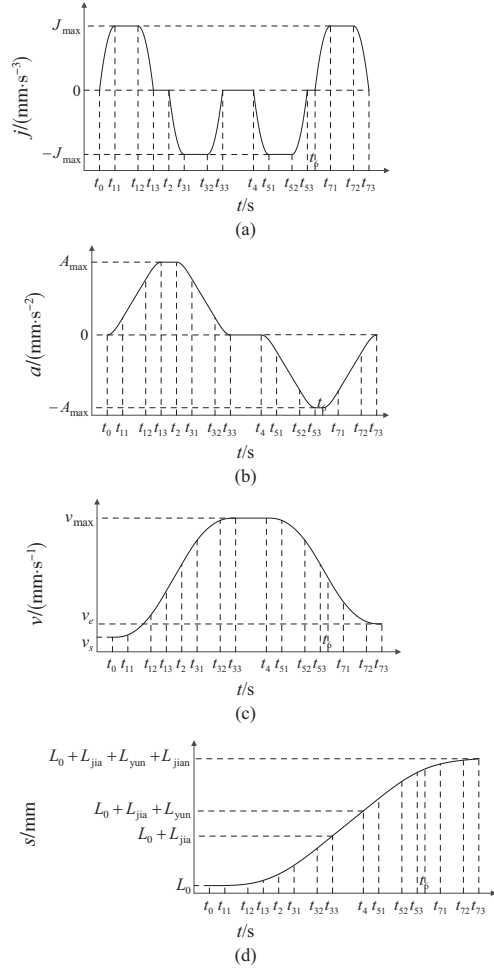 J_max
0
−J_max
j/(mm·s⁻³)
t₆
t₀ t₁₁ t₁₂ t₁₃ t₂ t₃₁ t₃₂ t₃₃ t₄ t₅₁ t₅₂ t₅₃ t₇₁ t₇₂ t₇₃
t/s
(a)
A_max
0
−A_max
a/(mm·s⁻²)
t₆
t₀ t₁₁ t₁₂ t₁₃ t₂ t₃₁ t₃₂ t₃₃ t₄ t₅₁ t₅₂ t₅₃ t₇₁ t₇₂ t₇₃
t/s
(b)
v_max
v_e
v_s
v/(mm·s⁻¹)
t₆
t₀ t₁₁ t₁₂ t₁₃ t₂ t₃₁ t₃₂ t₃₃ t₄ t₅₁ t₅₂ t₅₃ t₇₁ t₇₂ t₇₃
t/s
(c)
L₀ + L_jia + L_yun + L_jian
L₀ + L_jia + L_yun
L₀ + L_jia
L₀
s/mm
t₆
t₀ t₁₁ t₁₂ t₁₃ t₂ t₃₁ t₃₂ t₃₃ t₄ t₅₁ t₅₂ t₅₃ t₇₁ t₇₂ t₇₃
t/s
(d)